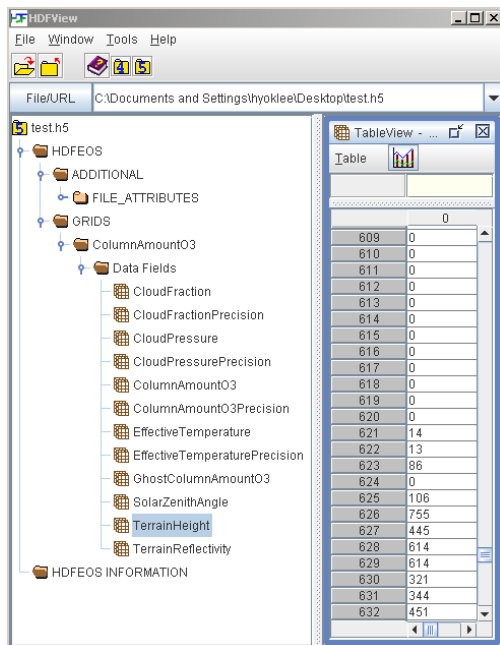 HDFView
File Window Tools Help
4 5
File/URL C:\Documents and Settings\hyoklee\Desktop\test.h5
5 test.h5
HDFEOS
ADDITIONAL
FILE_ATTRIBUTES
GRIDS
ColumnAmountO3
Data Fields
CloudFraction
CloudFractionPrecision
CloudPressure
CloudPressurePrecision
ColumnAmountO3
ColumnAmountO3Precision
EffectiveTemperature
EffectiveTemperaturePrecision
GhostColumnAmountO3
SolarZenithAngle
TerrainHeight
TerrainReflectivity
HDFEOS INFORMATION
TableView - ...
Table
0
609 0
610 0
611 0
612 0
613 0
614 0
615 0
616 0
617 0
618 0
619 0
620 0
621 14
622 13
623 86
624 0
625 106
626 755
627 445
628 614
629 614
630 321
631 344
632 451